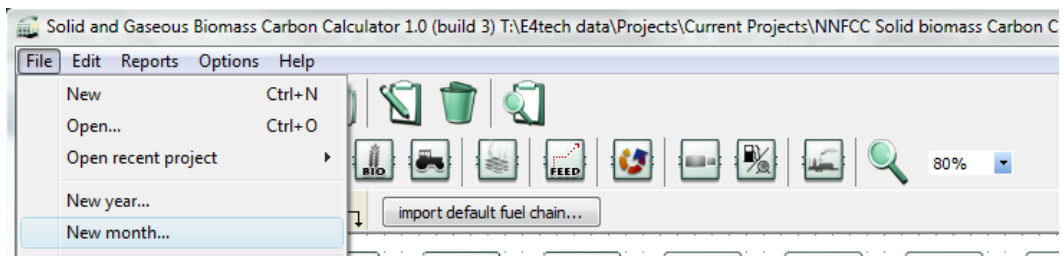 Solid and Gaseous Biomass Carbon Calculator 1.0 (build 3) T:\E4tech data\Projects\Current Projects\NNFCC Solid biomass Carbon C
File Edit Reports Options Help
New Ctrl+N
Open... Ctrl+O
Open recent project
BIO FEED 80%
New year...
import default fuel chain...
New month...